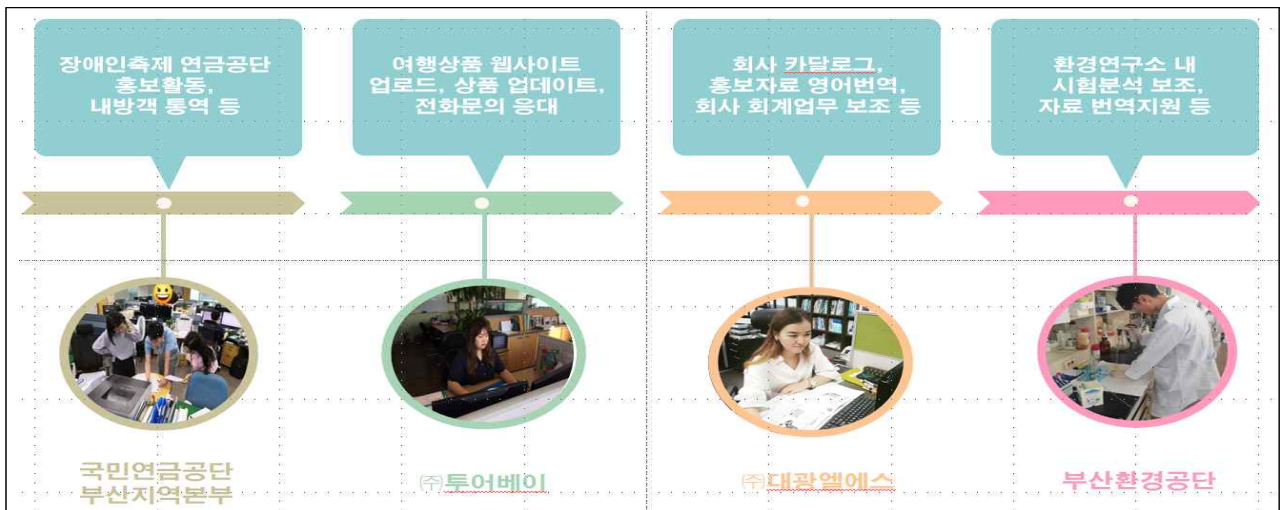 장애인축제 연금공단
홍보활동,
내방객 통역 등
여행상품 웹사이트
업로드, 상품 업데이트,
전화문의 응대
회사 카달로그,
홍보자료 영어번역,
회사 회계업무 보조 등
환경연구소 내
시험분석 보조,
자료 번역지원 등
국민연금공단
부산지역본부
㈜투어베이
㈜대광엘에스
부산환경공단